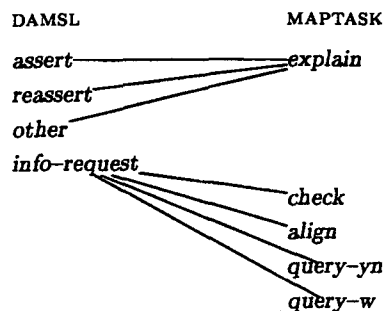 DAMSL MAPTASK
assert explain
reassert
other
info-request
check
align
query-yn
query-w